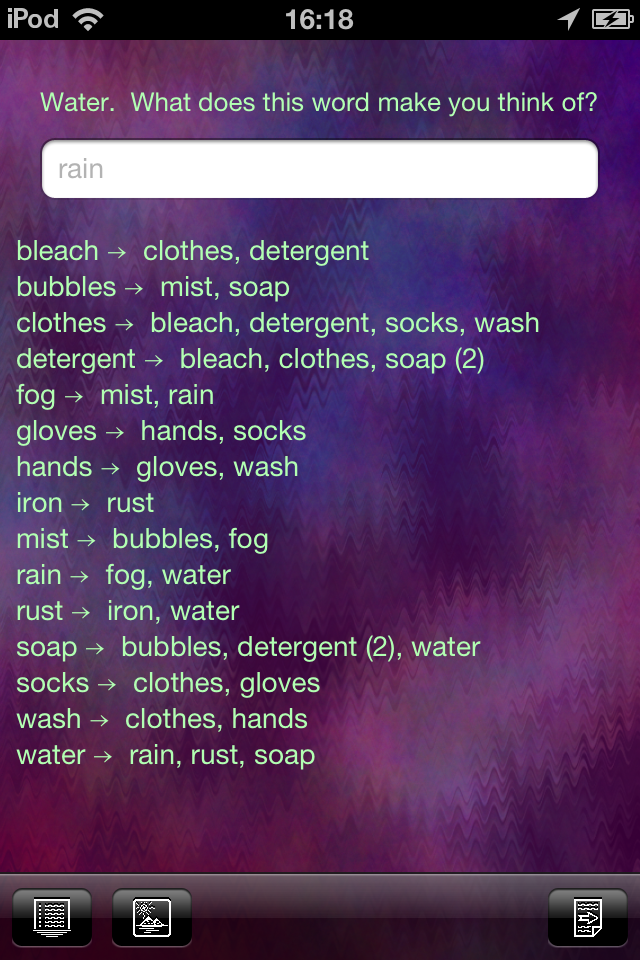 iPod 16:18
Water.  What does this word make you think of?
rain
bleach →  clothes, detergent
bubbles →  mist, soap
clothes →  bleach, detergent, socks, wash
detergent →  bleach, clothes, soap (2)
fog →  mist, rain
gloves →  hands, socks
hands →  gloves, wash
iron →  rust
mist →  bubbles, fog
rain →  fog, water
rust →  iron, water
soap →  bubbles, detergent (2), water
socks →  clothes, gloves
wash →  clothes, hands
water →  rain, rust, soap